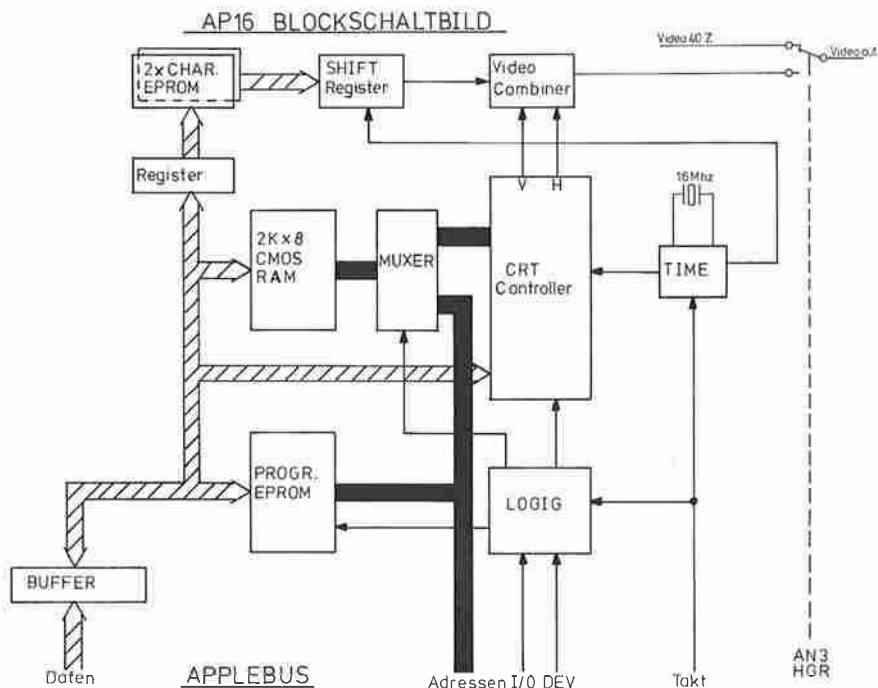 AP16 BLOCKSCHALTBILD
Video 40 Z
Video out
2x CHAR.
EPROM
SHIFT
Register
Video
Combiner
Register
V H
16Mhz
2K x 8
CMOS
RAM
MUXER
CRT
Controller
TIME
PROGR.
EPROM
LOGIG
BUFFER
AN3
HGR
Daten
APPLEBUS
Adressen I/O DEV
Takt